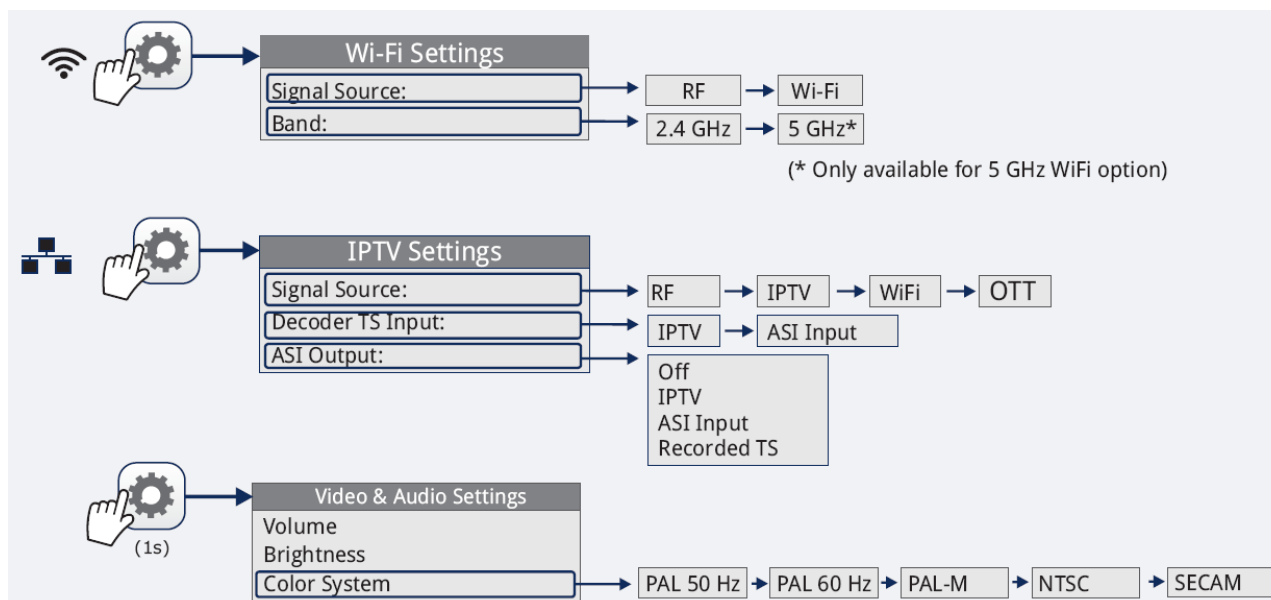 Wi-Fi Settings
Signal Source:
RF
Wi-Fi
Band:
2.4 GHz
5 GHz*
(* Only available for 5 GHz WiFi option)
IPTV Settings
Signal Source:
RF
IPTV
WiFi
OTT
Decoder TS Input:
IPTV
ASI Input
ASI Output:
Off
IPTV
ASI Input
Recorded TS
(1s)
Video & Audio Settings
Volume
Brightness
Color System
PAL 50 Hz
PAL 60 Hz
PAL-M
NTSC
SECAM